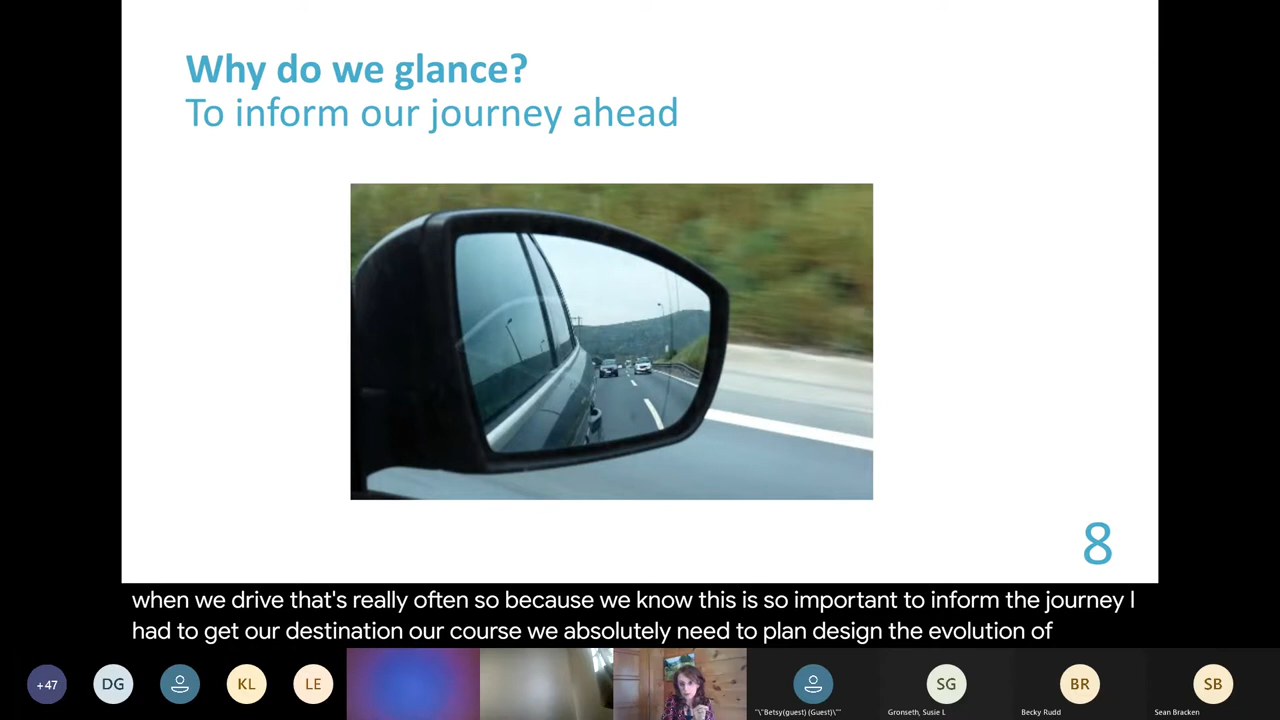 Why do we glance?
To inform our journey ahead
8
when we drive that's really often so because we know this is so important to inform the journey I
had to get our destination our course we absolutely need to plan design the evolution of
+47
DG
KL
LE
SG
BR
SB
"\"Betsy(guest) (Guest)\""
Gronseth, Susie L
Becky Rudd
Sean Bracken